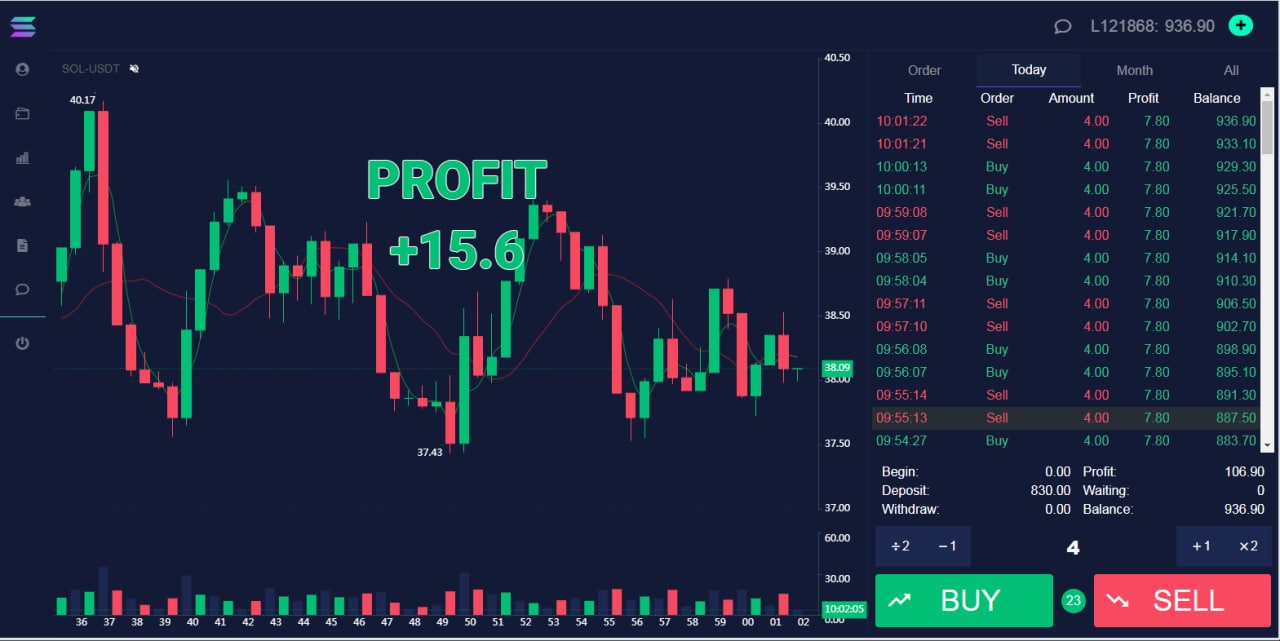 L121868: 936.90
SOL-USDT
40.17
PROFIT
+15.6
37.43
40.50
40.00
39.50
39.00
38.50
38.09
38.00
37.50
37.00
60.00
30.00
10:02:05
0.00
36 37 38 39 40 41 42 43 44 45 46 47 48 49 50 51 52 53 54 55 56 57 58 59 00 01 02
Order Today Month All
Time Order Amount Profit Balance
10:01:22 Sell 4.00 7.80 936.90
10:01:21 Sell 4.00 7.80 933.10
10:00:13 Buy 4.00 7.80 929.30
10:00:11 Buy 4.00 7.80 925.50
09:59:08 Sell 4.00 7.80 921.70
09:59:07 Sell 4.00 7.80 917.90
09:58:05 Buy 4.00 7.80 914.10
09:58:04 Buy 4.00 7.80 910.30
09:57:11 Sell 4.00 7.80 906.50
09:57:10 Sell 4.00 7.80 902.70
09:56:08 Buy 4.00 7.80 898.90
09:56:07 Buy 4.00 7.80 895.10
09:55:14 Sell 4.00 7.80 891.30
09:55:13 Sell 4.00 7.80 887.50
09:54:27 Buy 4.00 7.80 883.70
Begin: 0.00 Profit: 106.90
Deposit: 830.00 Waiting: 0
Withdraw: 0.00 Balance: 936.90
÷2 −1 4 +1 ×2
BUY 23 SELL